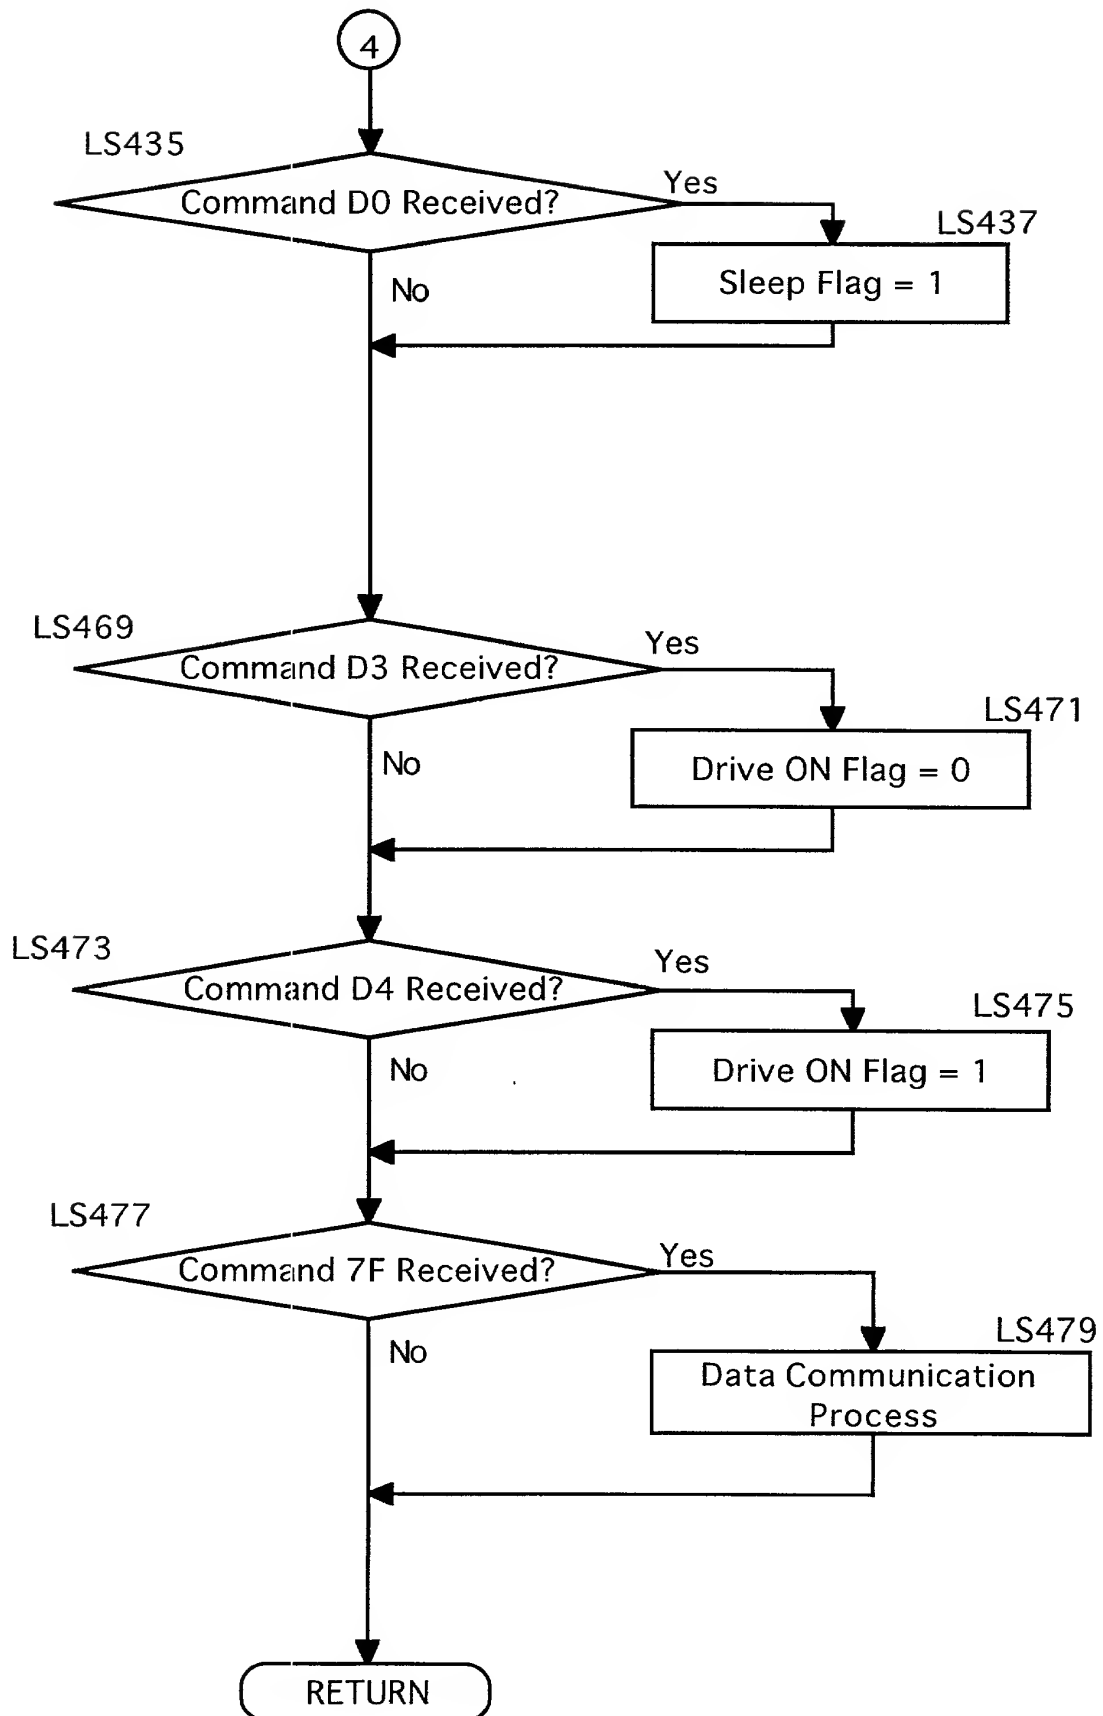 4
LS435
Command D0 Received?
Yes
LS437
Sleep Flag = 1
No
LS469
Command D3 Received?
Yes
LS471
Drive ON Flag = 0
No
LS473
Command D4 Received?
Yes
LS475
Drive ON Flag = 1
No
LS477
Command 7F Received?
Yes
LS479
Data Communication
Process
No
RETURN